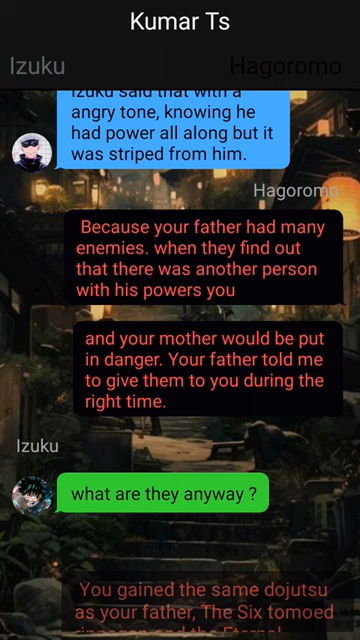 Kumar Ts
Izuku
Hagoromo
Izuku said that with a
angry tone, knowing he
had power all along but it
was striped from him.
Hagoromo
Because your father had many
enemies. when they find out
that there was another person
with his powers you
and your mother would be put
in danger. Your father told me
to give them to you during the
right time.
Izuku
what are they anyway ?
You gained the same dojutsu
as your father, The Six tomoed